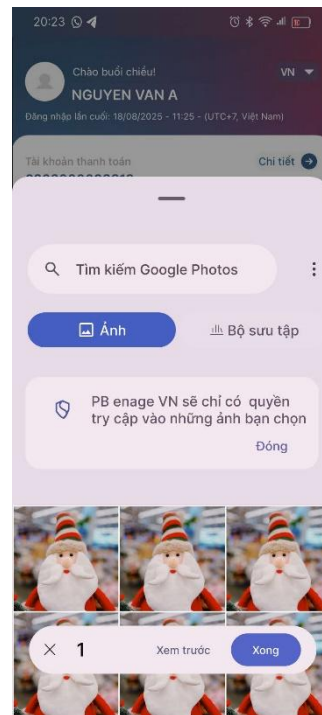 20:23
Chào buổi chiều!
VN
NGUYEN VAN A
Đăng nhập lần cuối: 18/08/2025 - 11:25 - (UTC+7, Việt Nam)
Tài khoản thanh toán
Chi tiết
Tìm kiếm Google Photos
Ảnh
Bộ sưu tập
PB enage VN sẽ chỉ có quyền
try cập vào những ảnh bạn chọn
Đóng
1
Xem trước
Xong